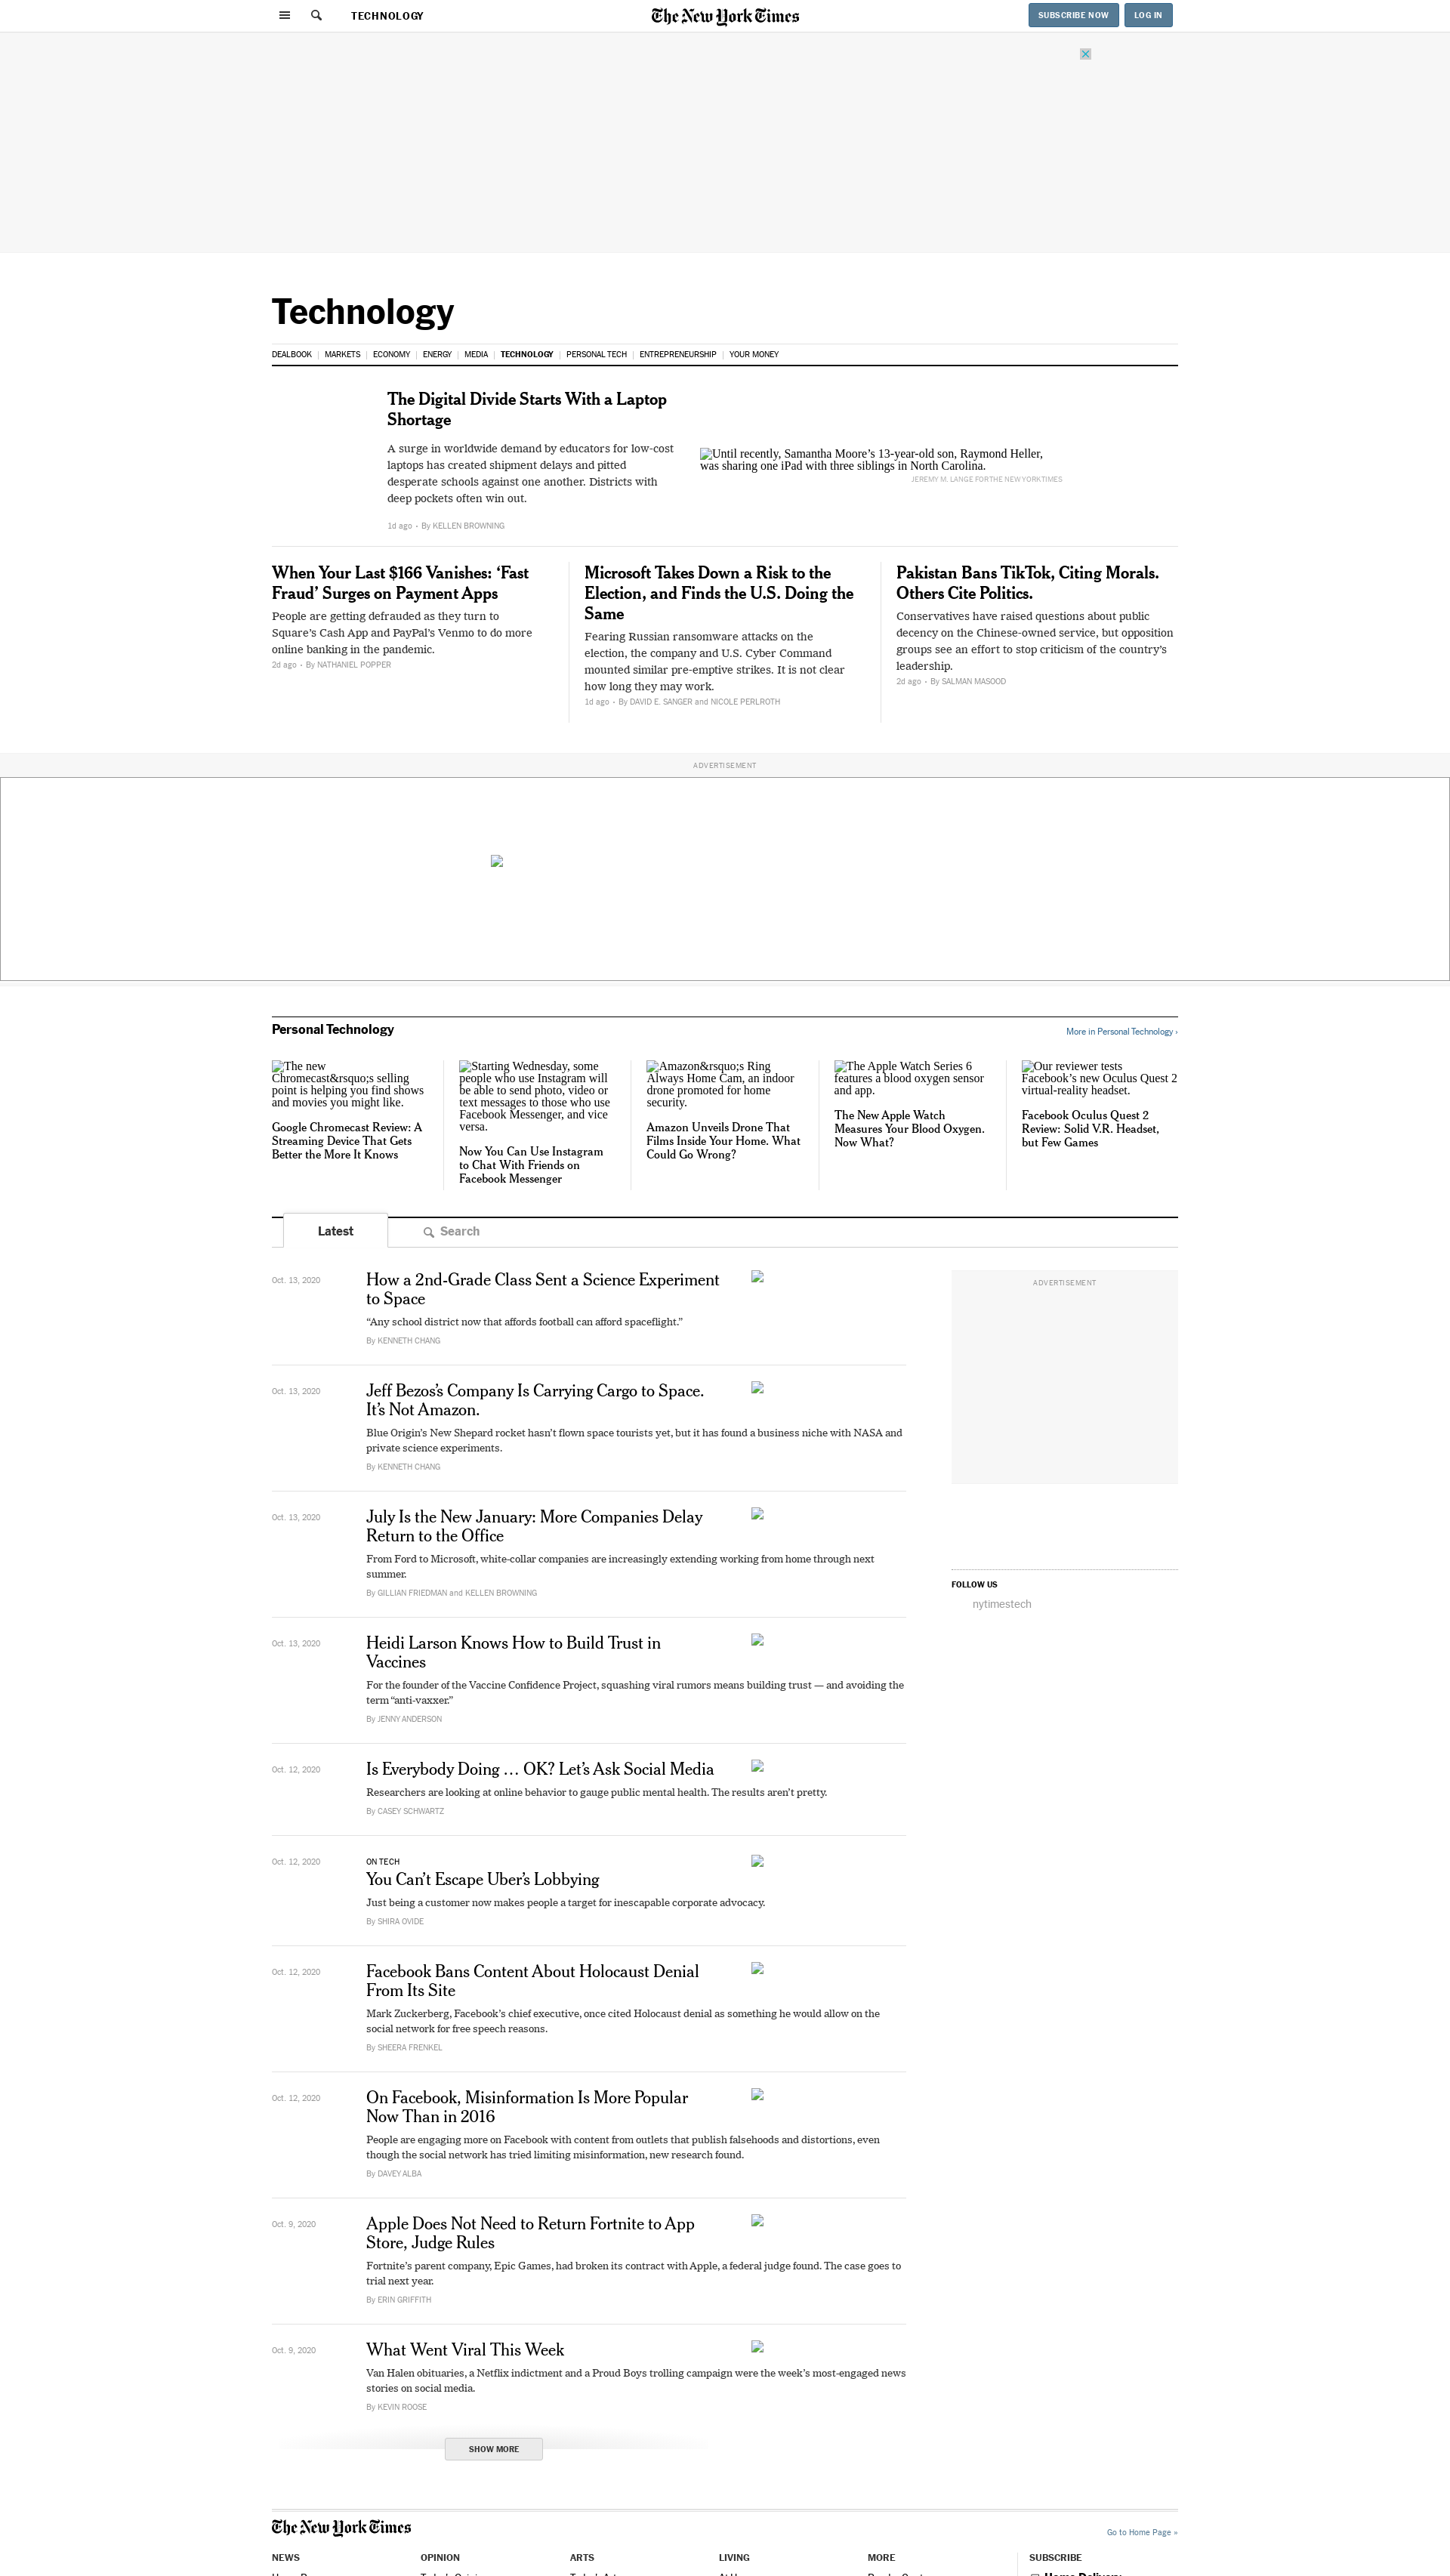 TECHNOLOGY
The New York Times
SUBSCRIBE NOW
LOG IN
Technology
DEALBOOK
MARKETS
ECONOMY
ENERGY
MEDIA
TECHNOLOGY
PERSONAL TECH
ENTREPRENEURSHIP
YOUR MONEY
The Digital Divide Starts With a Laptop
Shortage
A surge in worldwide demand by educators for low-cost
laptops has created shipment delays and pitted
desperate schools against one another. Districts with
deep pockets often win out.
1d ago • By KELLEN BROWNING
Until recently, Samantha Moore’s 13-year-old son, Raymond Heller,
was sharing one iPad with three siblings in North Carolina.
JEREMY M. LANGE FOR THE NEW YORK TIMES
When Your Last $166 Vanishes: ‘Fast
Fraud’ Surges on Payment Apps
People are getting defrauded as they turn to
Square’s Cash App and PayPal’s Venmo to do more
online banking in the pandemic.
2d ago • By NATHANIEL POPPER
Microsoft Takes Down a Risk to the
Election, and Finds the U.S. Doing the
Same
Fearing Russian ransomware attacks on the
election, the company and U.S. Cyber Command
mounted similar pre-emptive strikes. It is not clear
how long they may work.
1d ago • By DAVID E. SANGER and NICOLE PERLROTH
Pakistan Bans TikTok, Citing Morals.
Others Cite Politics.
Conservatives have raised questions about public
decency on the Chinese-owned service, but opposition
groups see an effort to stop criticism of the country’s
leadership.
2d ago • By SALMAN MASOOD
ADVERTISEMENT
Personal Technology
More in Personal Technology ›
The new
Chromecast&rsquo;s selling
point is helping you find shows
and movies you might like.
Google Chromecast Review: A
Streaming Device That Gets
Better the More It Knows
Starting Wednesday, some
people who use Instagram will
be able to send photo, video or
text messages to those who use
Facebook Messenger, and vice
versa.
Now You Can Use Instagram
to Chat With Friends on
Facebook Messenger
Amazon&rsquo;s Ring
Always Home Cam, an indoor
drone promoted for home
security.
Amazon Unveils Drone That
Films Inside Your Home. What
Could Go Wrong?
The Apple Watch Series 6
features a blood oxygen sensor
and app.
The New Apple Watch
Measures Your Blood Oxygen.
Now What?
Our reviewer tests
Facebook’s new Oculus Quest 2
virtual-reality headset.
Facebook Oculus Quest 2
Review: Solid V.R. Headset,
but Few Games
Latest
Search
Oct. 13, 2020
How a 2nd-Grade Class Sent a Science Experiment
to Space
“Any school district now that affords football can afford spaceflight.”
By KENNETH CHANG
ADVERTISEMENT
Oct. 13, 2020
Jeff Bezos’s Company Is Carrying Cargo to Space.
It’s Not Amazon.
Blue Origin’s New Shepard rocket hasn’t flown space tourists yet, but it has found a business niche with NASA and
private science experiments.
By KENNETH CHANG
Oct. 13, 2020
July Is the New January: More Companies Delay
Return to the Office
From Ford to Microsoft, white-collar companies are increasingly extending working from home through next
summer.
By GILLIAN FRIEDMAN and KELLEN BROWNING
FOLLOW US
nytimestech
Oct. 13, 2020
Heidi Larson Knows How to Build Trust in
Vaccines
For the founder of the Vaccine Confidence Project, squashing viral rumors means building trust — and avoiding the
term “anti-vaxxer.”
By JENNY ANDERSON
Oct. 12, 2020
Is Everybody Doing … OK? Let’s Ask Social Media
Researchers are looking at online behavior to gauge public mental health. The results aren’t pretty.
By CASEY SCHWARTZ
Oct. 12, 2020
ON TECH
You Can’t Escape Uber’s Lobbying
Just being a customer now makes people a target for inescapable corporate advocacy.
By SHIRA OVIDE
Oct. 12, 2020
Facebook Bans Content About Holocaust Denial
From Its Site
Mark Zuckerberg, Facebook’s chief executive, once cited Holocaust denial as something he would allow on the
social network for free speech reasons.
By SHEERA FRENKEL
Oct. 12, 2020
On Facebook, Misinformation Is More Popular
Now Than in 2016
People are engaging more on Facebook with content from outlets that publish falsehoods and distortions, even
though the social network has tried limiting misinformation, new research found.
By DAVEY ALBA
Oct. 9, 2020
Apple Does Not Need to Return Fortnite to App
Store, Judge Rules
Fortnite’s parent company, Epic Games, had broken its contract with Apple, a federal judge found. The case goes to
trial next year.
By ERIN GRIFFITH
Oct. 9, 2020
What Went Viral This Week
Van Halen obituaries, a Netflix indictment and a Proud Boys trolling campaign were the week’s most-engaged news
stories on social media.
By KEVIN ROOSE
SHOW MORE
The New York Times
Go to Home Page »
NEWS
OPINION
ARTS
LIVING
MORE
SUBSCRIBE